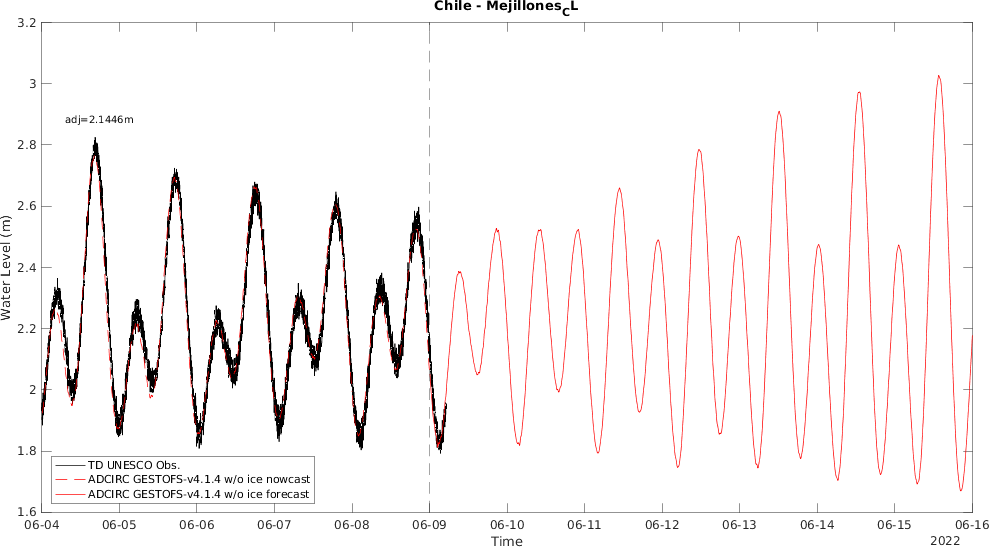 Chile - Mejillones_CL
3.2
3
2.8
2.6
2.4
2.2
2
1.8
1.6
Water Level (m)
adj=2.1446m
TD UNESCO Obs.
ADCIRC GESTOFS-v4.1.4 w/o ice nowcast
ADCIRC GESTOFS-v4.1.4 w/o ice forecast
06-04 06-05 06-06 06-07 06-08 06-09 06-10 06-11 06-12 06-13 06-14 06-15 06-16
Time
2022